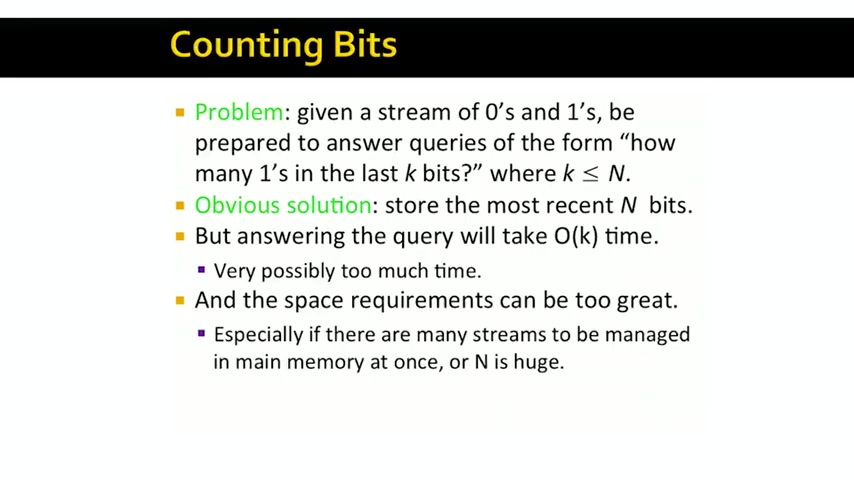 Counting Bits
Problem: given a stream of 0's and 1's, be
prepared to answer queries of the form “how
many 1's in the last k bits?” where k ≤ N.
Obvious solution: store the most recent N bits.
But answering the query will take O(k) time.
Very possibly too much time.
And the space requirements can be too great.
Especially if there are many streams to be managed
in main memory at once, or N is huge.